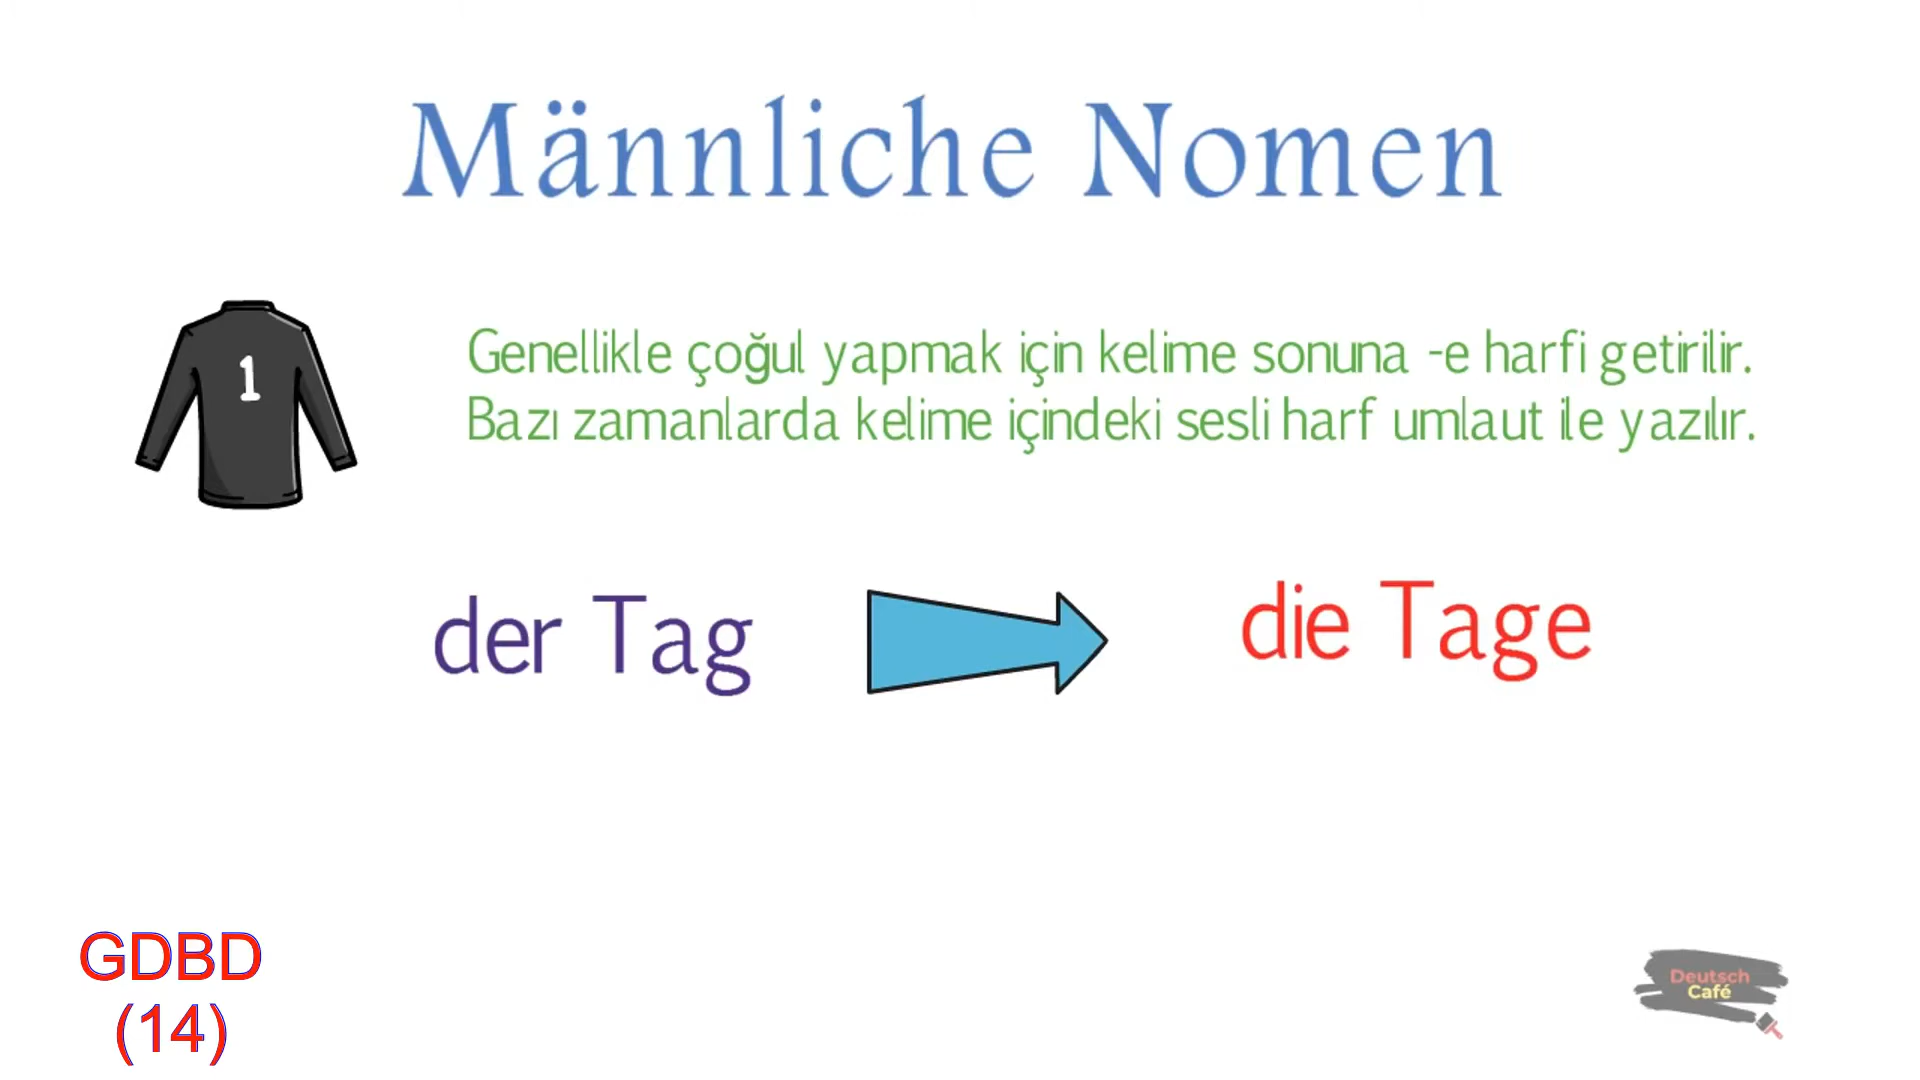 Männliche Nomen
1
Genellikle çoğul yapmak için kelime sonuna -e harfi getirilir.
Bazı zamanlarda kelime içindeki sesli harf umlaut ile yazılır.
der Tag
die Tage
GDBD
(14)
Deutsch
Café